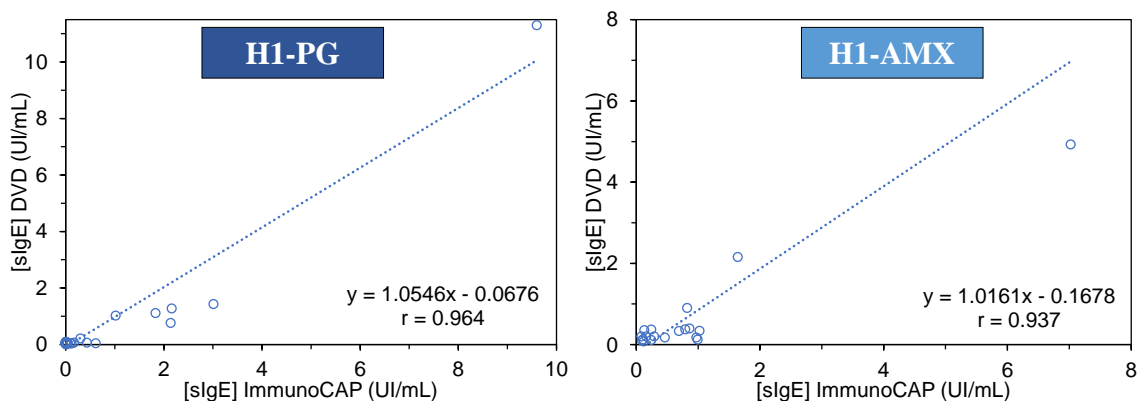 H1-PG
[sIgE] DVD (UI/mL)
10
8
6
4
2
0
y = 1.0546x - 0.0676
r = 0.964
0
2
4
6
8
10
[sIgE] ImmunoCAP (UI/mL)
H1-AMX
[sIgE] DVD (UI/mL)
8
6
4
2
0
y = 1.0161x - 0.1678
r = 0.937
0
2
4
6
8
[sIgE] ImmunoCAP (UI/mL)